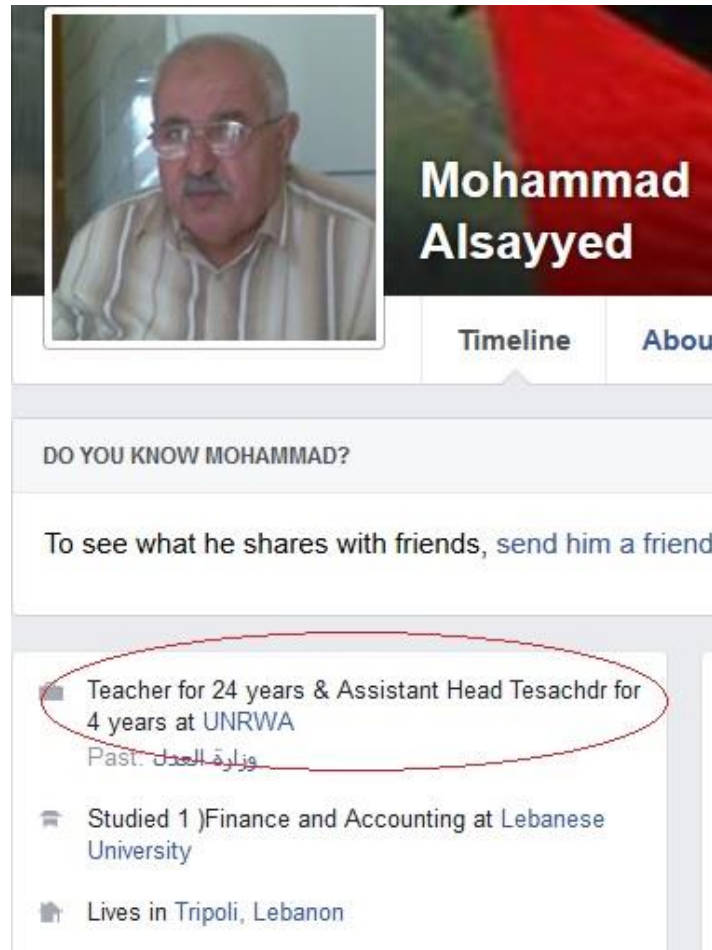 Mohammad
Alsayyed
Timeline
Abou
DO YOU KNOW MOHAMMAD?
To see what he shares with friends, send him a friend
Teacher for 24 years & Assistant Head Tesachdr for
4 years at UNRWA
Past: وزارة العدل
Studied 1 )Finance and Accounting at Lebanese
University
Lives in Tripoli, Lebanon